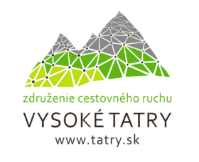 združenie cestovného ruchu
VYSOKÉ TATRY
www.tatry.sk